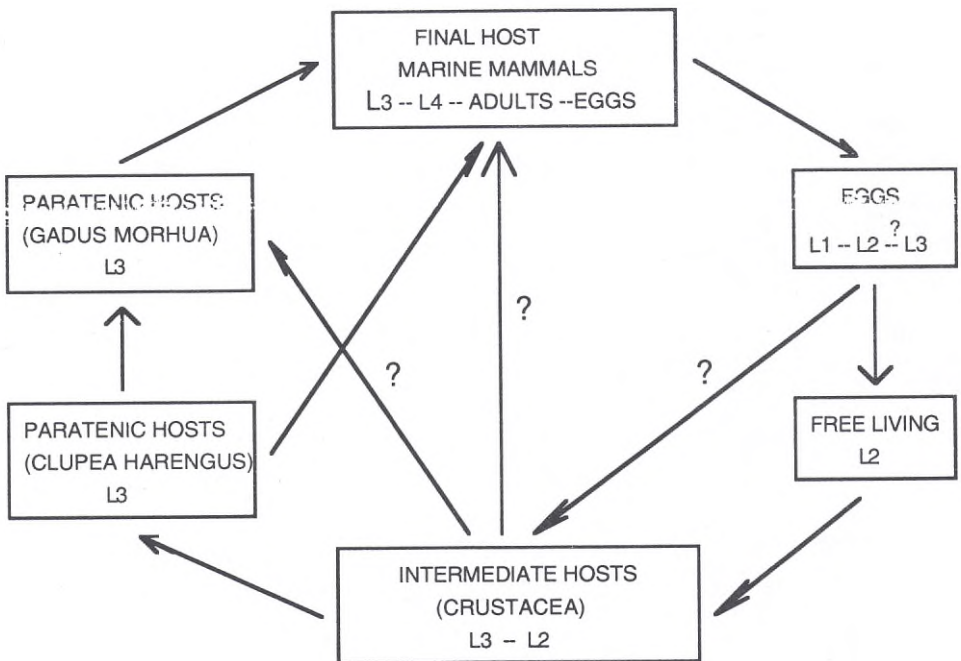 FINAL HOST
MARINE MAMMALS
L3 -- L4 -- ADULTS --EGGS
PARATENIC HOSTS
(GADUS MORHUA)
L3
EGGS
?
L1 -- L2 -- L3
?
?
?
PARATENIC HOSTS
(CLUPEA HARENGUS)
L3
FREE LIVING
L2
INTERMEDIATE HOSTS
(CRUSTACEA)
L3 -- L2